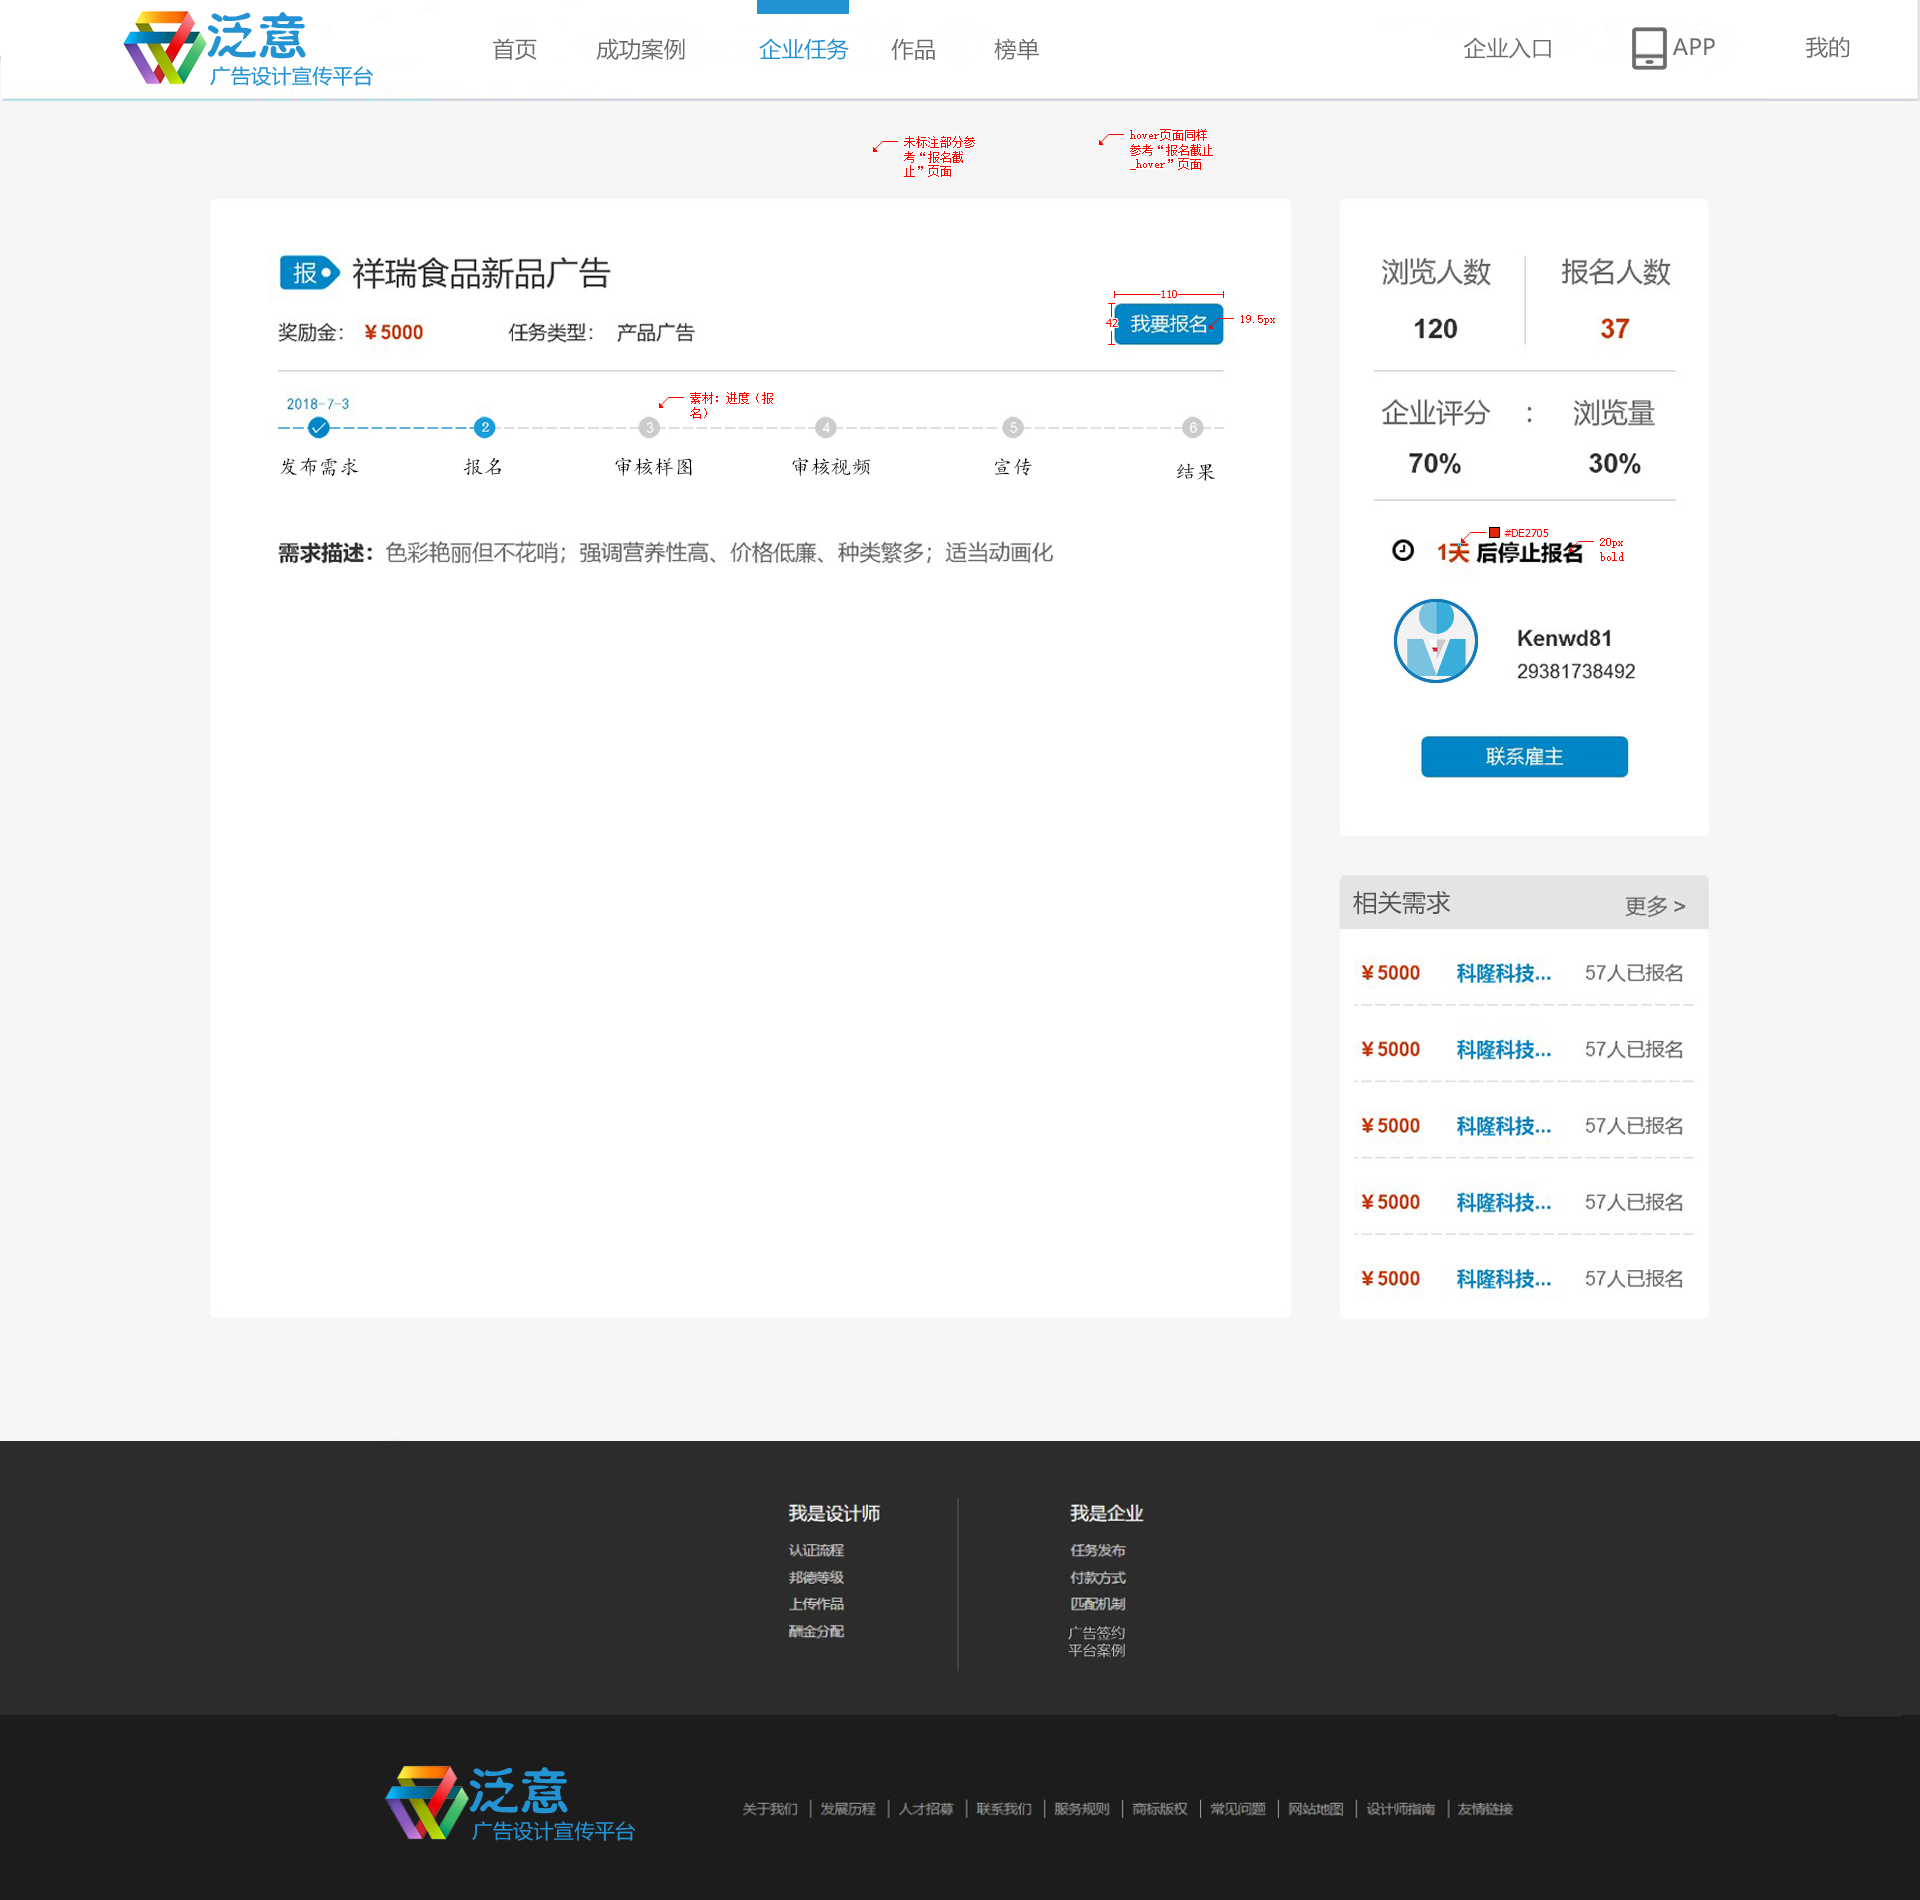 泛意
广告设计宣传平台
首页
成功案例
企业任务
作品
榜单
企业入口
APP
我的
未标注部分参
考“报名截
止”页面
hover页面同样
参考“报名截止
_hover”页面
报
祥瑞食品新品广告
奖励金：
¥5000
任务类型：
产品广告
110
42
我要报名
19.5px
2018-7-3
素材：进度（报
名）
2
3
4
5
6
发布需求
报名
审核样图
审核视频
宣传
结果
需求描述：色彩艳丽但不花哨；强调营养性高、价格低廉、种类繁多；适当动画化
浏览人数
报名人数
120
37
企业评分
:
浏览量
70%
30%
#DE2705
1天 后停止报名
20px
bold
Kenwd81
29381738492
联系雇主
相关需求
更多 >
¥5000 科隆科技... 57人已报名
¥5000 科隆科技... 57人已报名
¥5000 科隆科技... 57人已报名
¥5000 科隆科技... 57人已报名
¥5000 科隆科技... 57人已报名
我是设计师
认证流程
邦德等级
上传作品
酬金分配
我是企业
任务发布
付款方式
匹配机制
广告签约
平台案例
泛意
广告设计宣传平台
关于我们 | 发展历程 | 人才招募 | 联系我们 | 服务规则 | 商标版权 | 常见问题 | 网站地图 | 设计师指南 | 友情链接